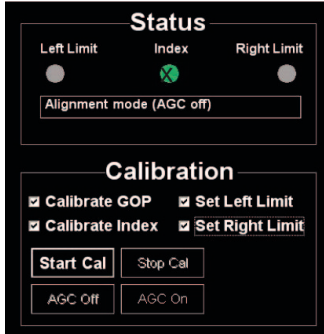 Status
Left Limit Index Right Limit
X
Alignment mode (AGC off)
Calibration
Calibrate GOP Set Left Limit
Calibrate Index Set Right Limit
Start Cal Stop Cal
AGC Off AGC On